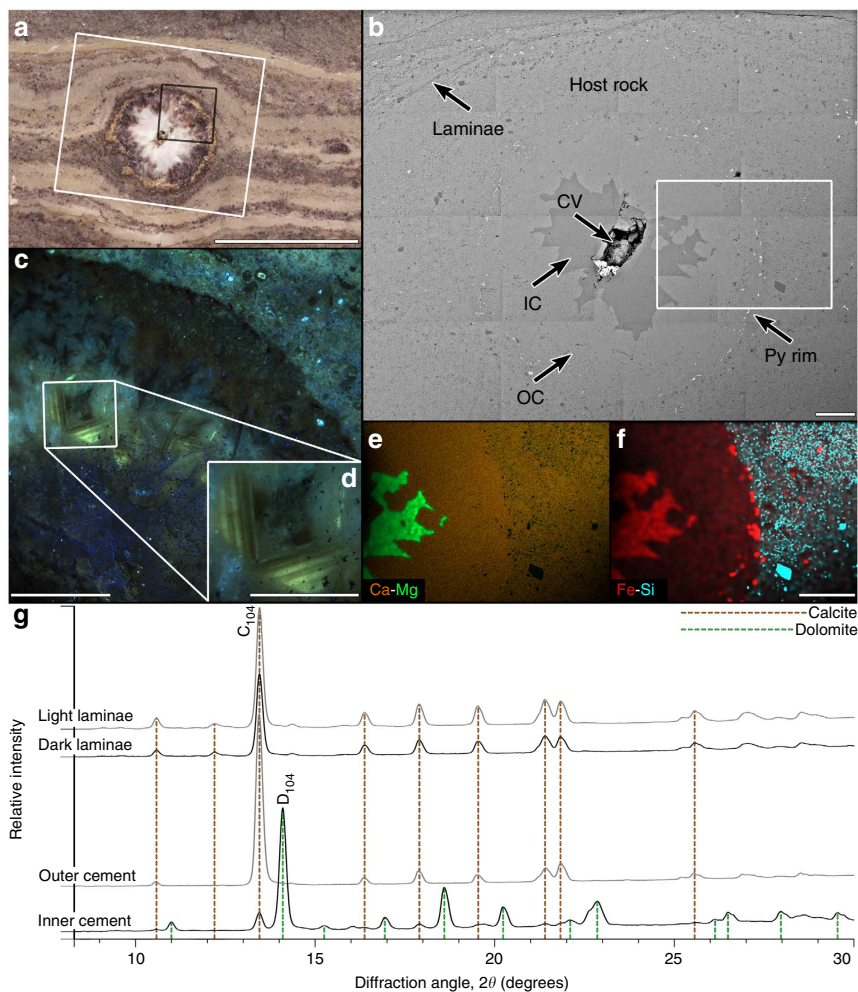 a
b
Host rock
Laminae
CV
IC
OC
Py rim
c
d
e
Ca-Mg
f
Fe-Si
g
Calcite
Dolomite
C104
D104
Light laminae
Dark laminae
Outer cement
Inner cement
Relative intensity
10 15 20 25 30
Diffraction angle, 2θ (degrees)